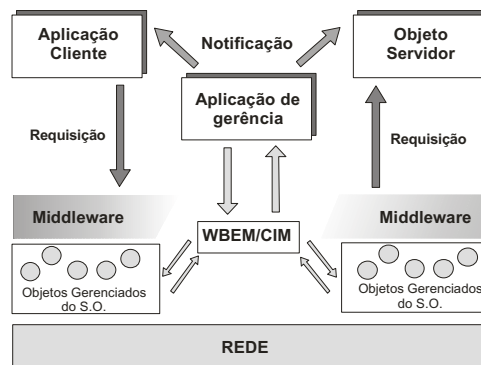 Aplicação
Cliente
Notificação
Objeto
Servidor
Aplicação de
gerência
Requisição
Requisição
Middleware
Middleware
WBEM/CIM
Objetos Gerenciados
do S.O.
Objetos Gerenciados
do S.O.
REDE